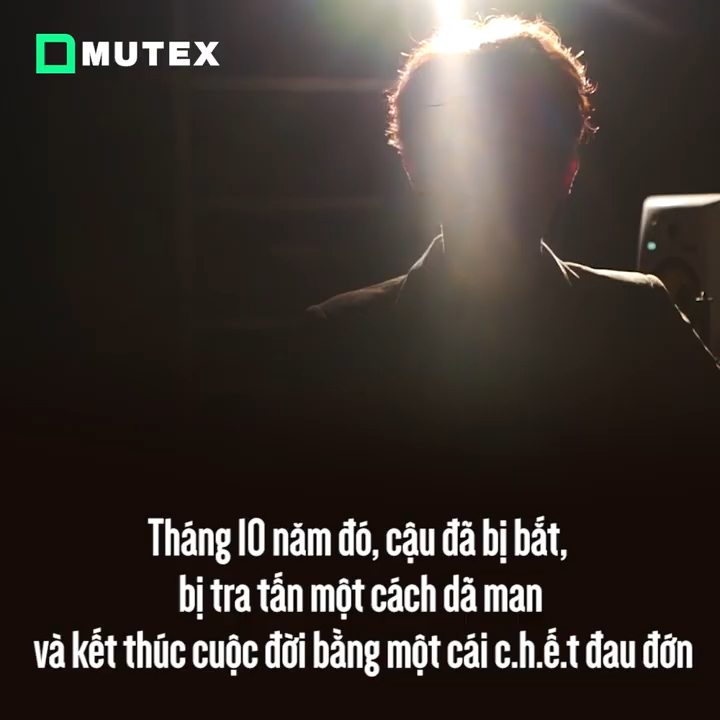 MUTEX
Tháng 10 năm đó, cậu đã bị bắt,
bị tra tấn một cách dã man
và kết thúc cuộc đời bằng một cái c.h.ế.t đau đớn